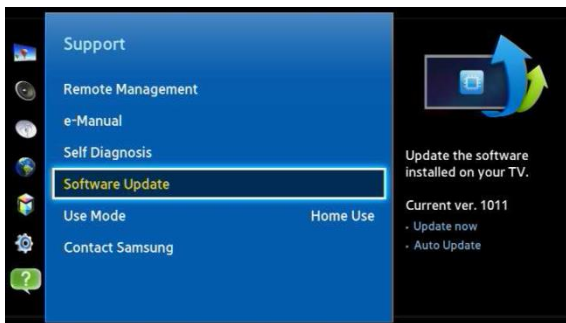 Support
Remote Management
e-Manual
Self Diagnosis
Software Update
Use Mode Home Use
Contact Samsung
Update the software
installed on your TV.
Current ver. 1011
· Update now
· Auto Update
?